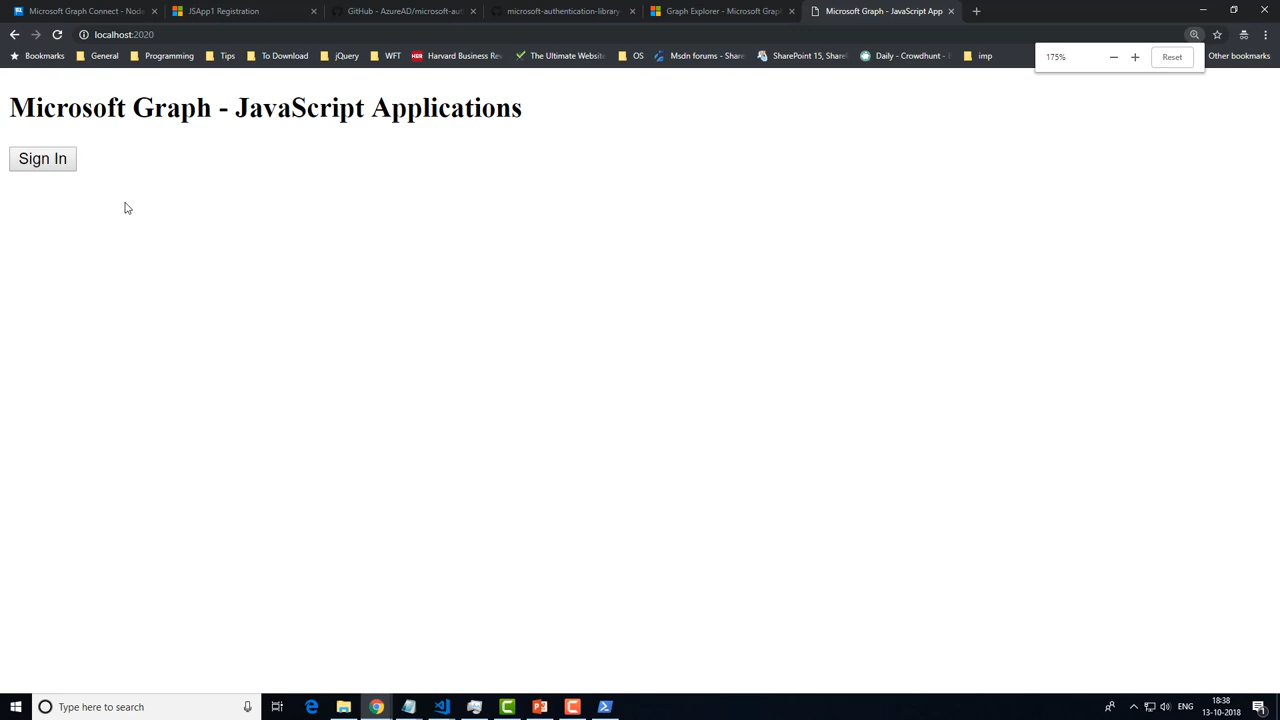 Microsoft Graph Connect - Node
JSApp1 Registration
GitHub - AzureAD/microsoft-aut
microsoft-authentication-library-
Graph Explorer - Microsoft Graph
Microsoft Graph - JavaScript App
localhost:2020
Bookmarks
General
Programming
Tips
To Download
jQuery
WFT
HBR
Harvard Business Rev
The Ultimate Website
OS
Msdn forums - Share
SharePoint 15, Sharel
Daily - Crowdhunt -
imp
175%
Reset
Other bookmarks
Microsoft Graph - JavaScript Applications
Sign In
Type here to search
ENG
18:38
13-10-2018